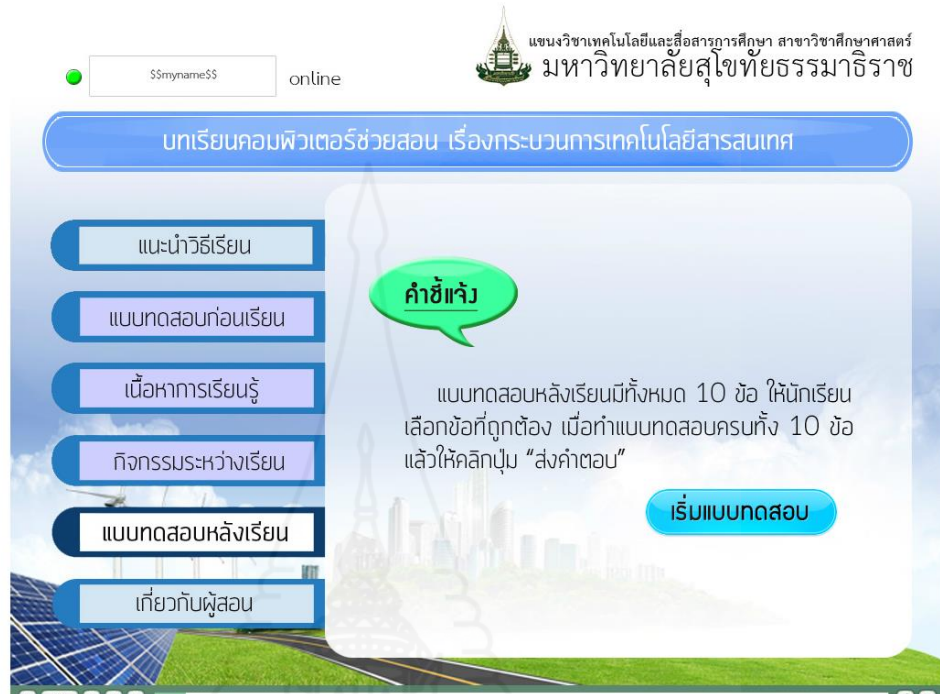 แขนงวิชาเทคโนโลยีและสื่อสารการศึกษา สาขาวิชาศึกษาศาสตร์
มหาวิทยาลัยสุโขทัยธรรมาธิราช
$$myname$$ online
บทเรียนคอมพิวเตอร์ช่วยสอน เรื่องกระบวนการเทคโนโลยีสารสนเทศ
แนะนำวิธีเรียน
แบบทดสอบก่อนเรียน
เนื้อหาการเรียนรู้
กิจกรรมระหว่างเรียน
แบบทดสอบหลังเรียน
เกี่ยวกับผู้สอน
คำชี้แจ้ง
แบบทดสอบหลังเรียนมีทั้งหมด 10 ข้อ ให้นักเรียน
เลือกข้อที่ถูกต้อง เมื่อทำแบบทดสอบครบทั้ง 10 ข้อ
แล้วให้คลิกปุ่ม “ส่งคำตอบ”
เริ่มแบบทดสอบ